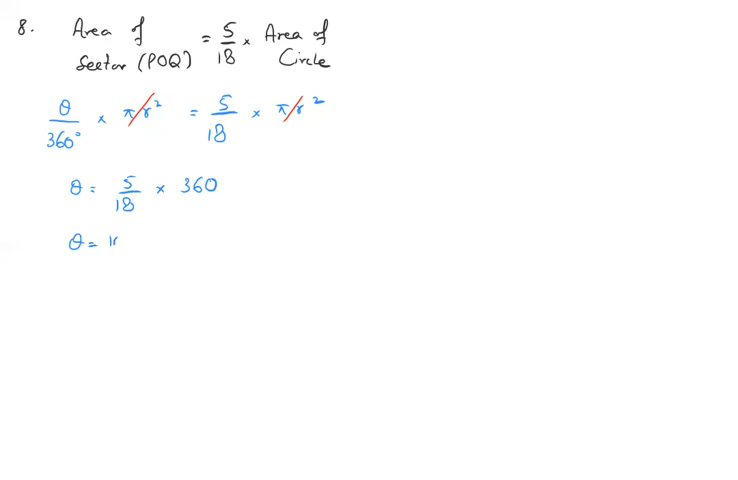 8. Area of Sector (POQ) = 5/18 × Area of Circle
θ/360° × πr² = 5/18 × πr²
θ = 5/18 × 360
θ = 1